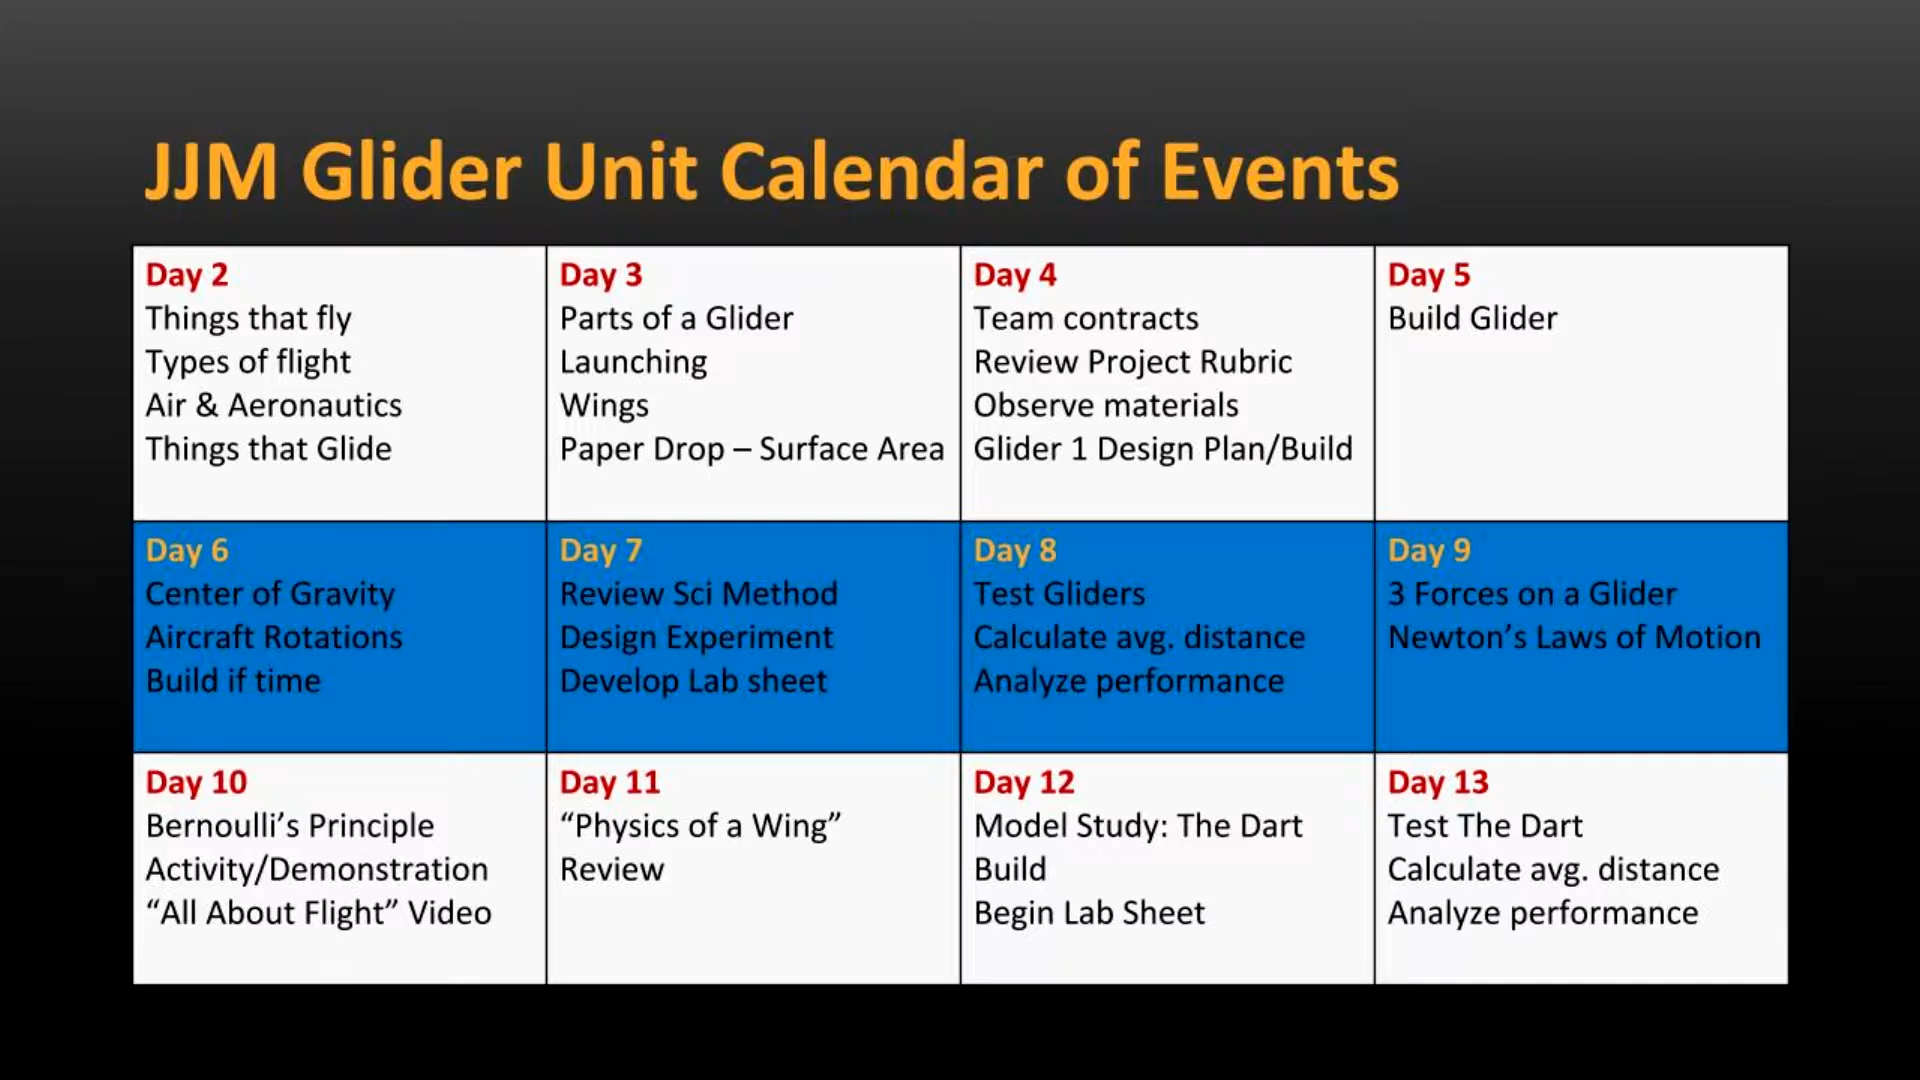 JJM Glider Unit Calendar of Events
Day 2
Things that fly
Types of flight
Air & Aeronautics
Things that Glide
Day 3
Parts of a Glider
Launching
Wings
Paper Drop – Surface Area
Day 4
Team contracts
Review Project Rubric
Observe materials
Glider 1 Design Plan/Build
Day 5
Build Glider
Day 6
Center of Gravity
Aircraft Rotations
Build if time
Day 7
Review Sci Method
Design Experiment
Develop Lab sheet
Day 8
Test Gliders
Calculate avg. distance
Analyze performance
Day 9
3 Forces on a Glider
Newton’s Laws of Motion
Day 10
Bernoulli’s Principle
Activity/Demonstration
“All About Flight” Video
Day 11
“Physics of a Wing”
Review
Day 12
Model Study: The Dart
Build
Begin Lab Sheet
Day 13
Test The Dart
Calculate avg. distance
Analyze performance